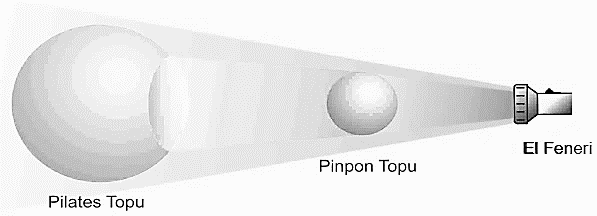 El Feneri
Pinpon Topu
Pilates Topu